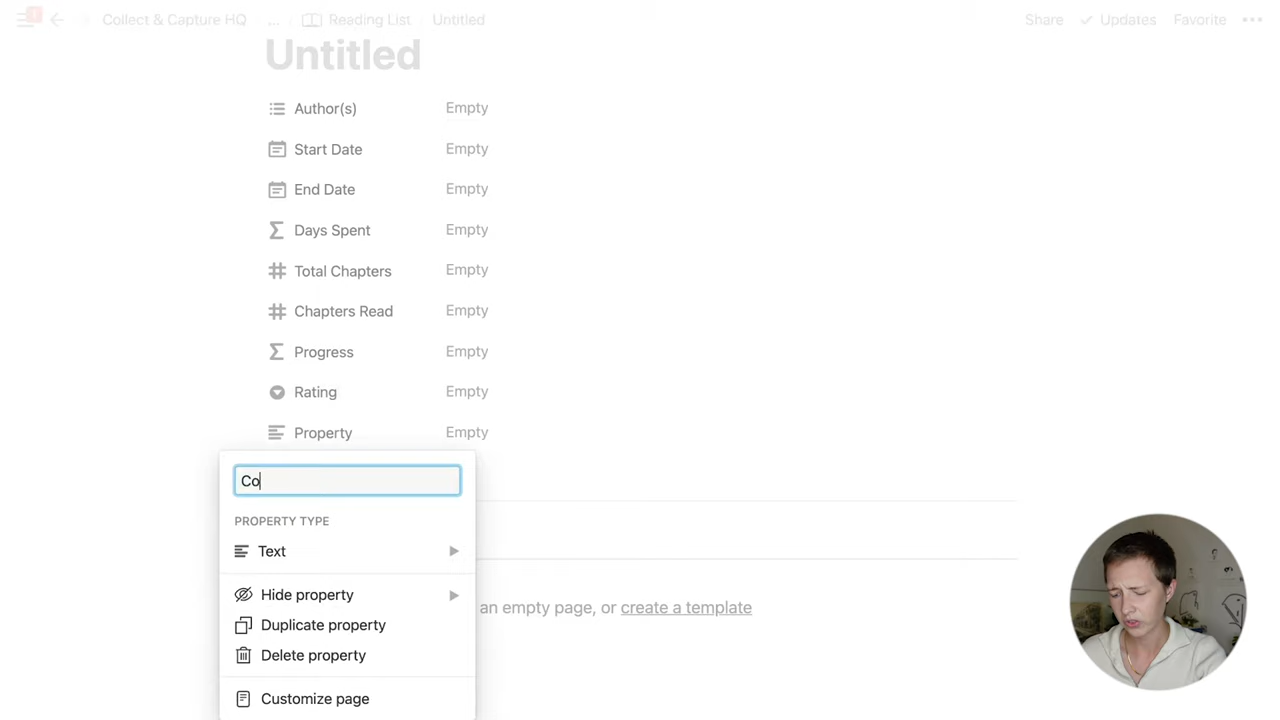 Collect & Capture HQ ... Reading List Untitled Share Updates Favorite
Untitled
Author(s) Empty
Start Date Empty
End Date Empty
Days Spent Empty
Total Chapters Empty
Chapters Read Empty
Progress Empty
Rating Empty
Property Empty
Co
PROPERTY TYPE
Text
Hide property
an empty page, or create a template
Duplicate property
Delete property
Customize page